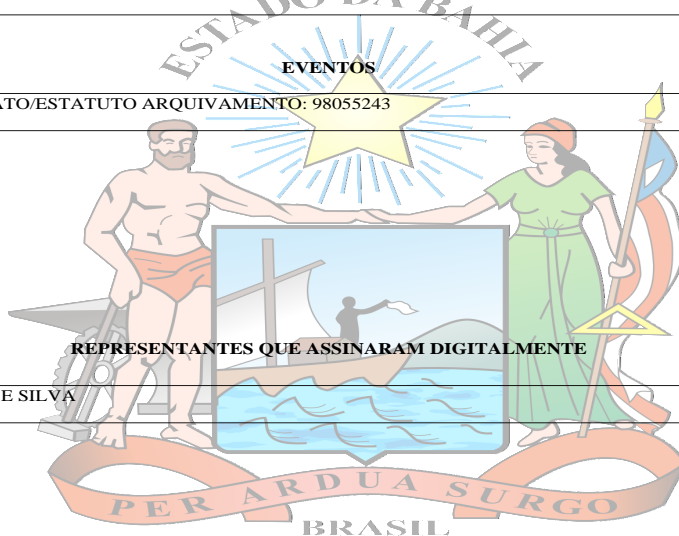 ESTADO DA BAHIA
EVENTOS
ATO/ESTATUTO ARQUIVAMENTO: 98055243
REPRESENTANTES QUE ASSINARAM DIGITALMENTE
E SILVA
PER ARDUA SURGO
BRASIL